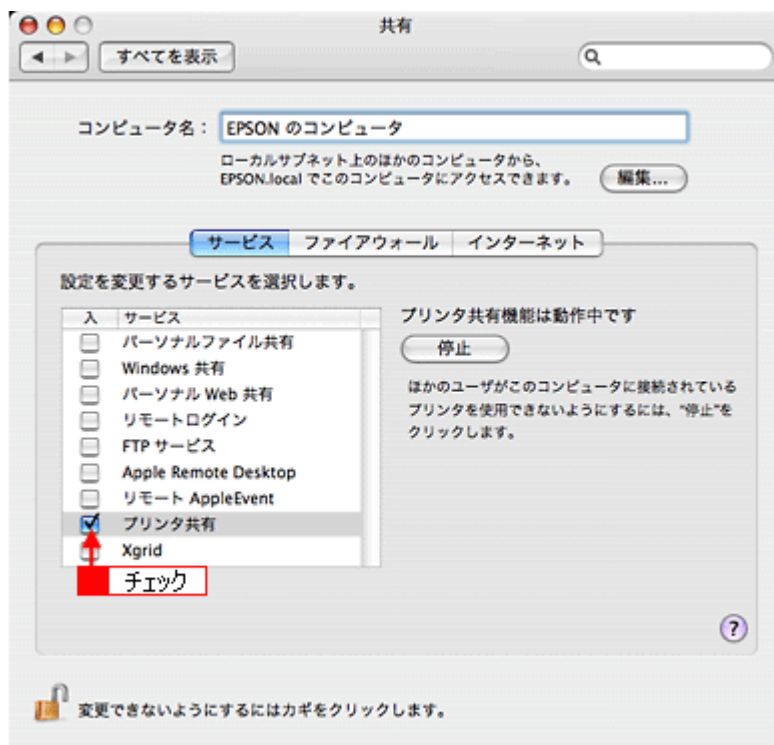 共有
すべてを表示
コンピュータ名： EPSON のコンピュータ
ローカルサブネット上のほかのコンピュータから、
EPSON.local でこのコンピュータにアクセスできます。
編集...
サービス ファイアウォール インターネット
設定を変更するサービスを選択します。
入 サービス
パーソナルファイル共有
Windows 共有
パーソナル Web 共有
リモートログイン
FTP サービス
Apple Remote Desktop
リモート AppleEvent
プリンタ共有
Xgrid
チェック
プリンタ共有機能は動作中です
停止
ほかのユーザがこのコンピュータに接続されている
プリンタを使用できないようにするには、"停止"を
クリックします。
?
変更できないようにするにはカギをクリックします。